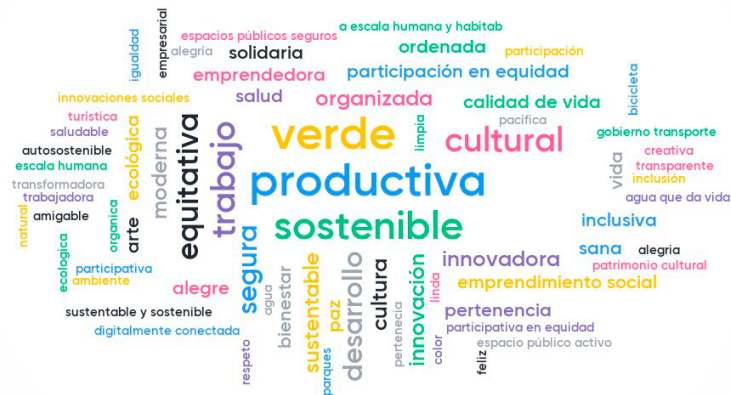 a escala humana y habitab
espacios públicos seguros
igualdad
empresarial
alegría
solidaria
ordenada
participación
emprendedora
participación en equidad
bicicleta
innovaciones sociales
salud
organizada
calidad de vida
turistica
saludable
ecológica
moderna
equitativa
trabajo
verde
limpia
pacifica
cultural
gobierno transporte
autosostenible
creativa
escala humana
transparente
transformadora
productiva
vida
inclusión
trabajadora
agua que da vida
natural
amigable
organica
arte
sostenible
inclusiva
ecologica
participativa
ambiente
segura
innovadora
sana
alegria
patrimonio cultural
alegre
agua
bienestar
sustentable
paz
desarrollo
cultura
innovación
linda
emprendimiento social
sustentable y sostenible
pertenencia
digitalmente conectada
pertenecia
participativa en equidad
respeto
parques
color
espacio público activo
feliz